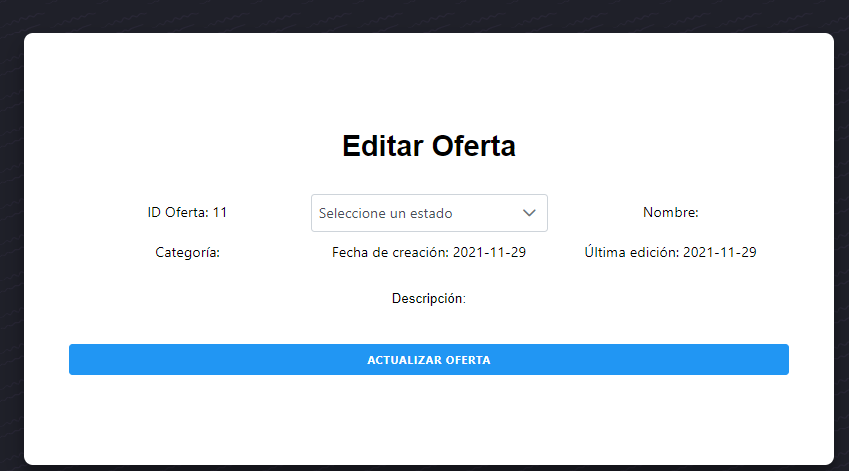 Editar Oferta
ID Oferta: 11
Seleccione un estado
Nombre:
Categoría:
Fecha de creación: 2021-11-29
Última edición: 2021-11-29
Descripción:
ACTUALIZAR OFERTA